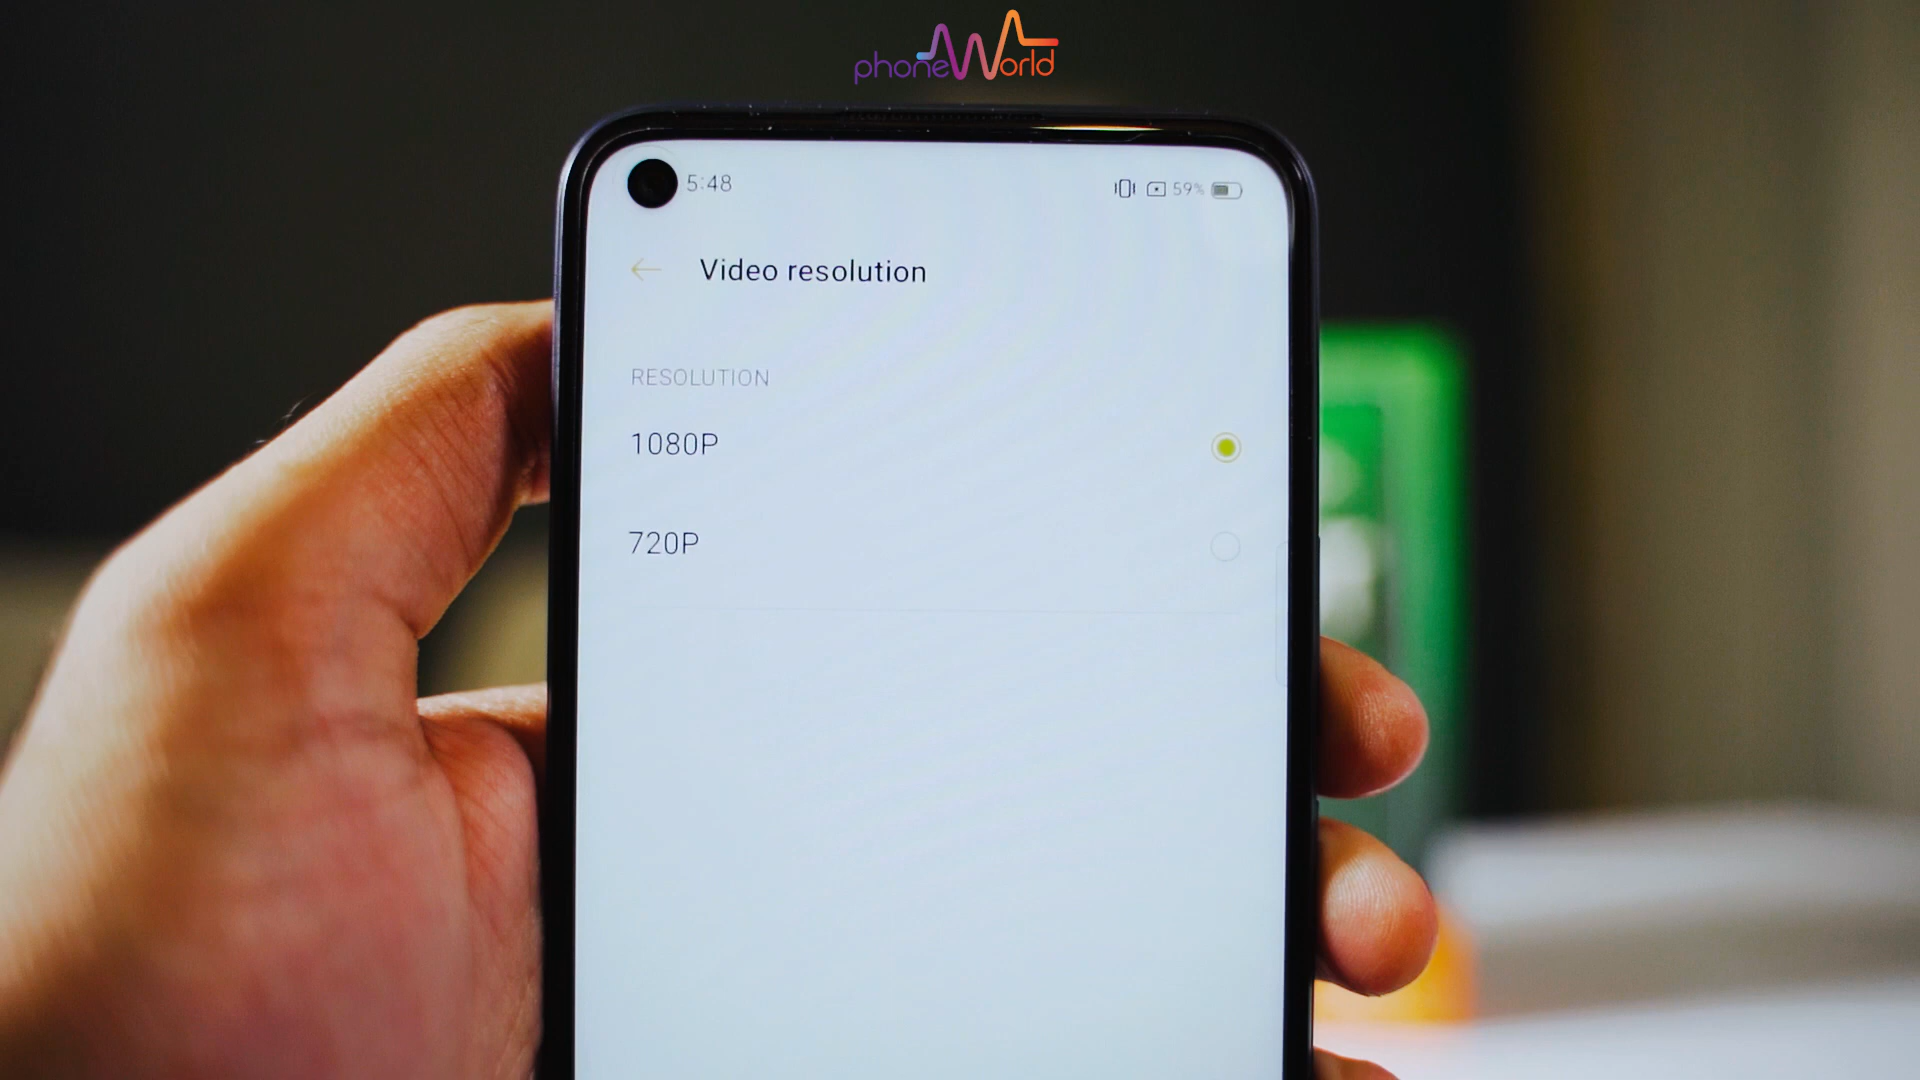 phoneWorld
5:48
59%
Video resolution
RESOLUTION
1080P
720P